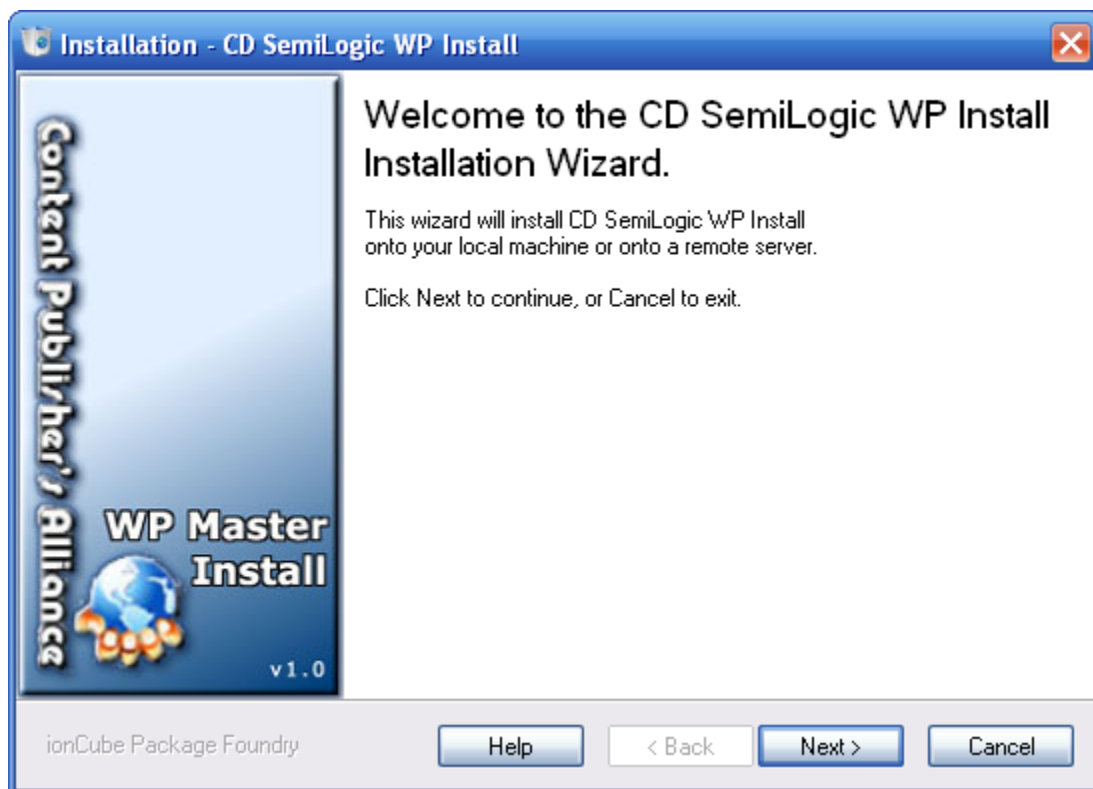 Installation - CD SemiLogic WP Install
Content Publisher's Alliance
WP Master
Install
v1.0
Welcome to the CD SemiLogic WP Install
Installation Wizard.
This wizard will install CD SemiLogic WP Install
onto your local machine or onto a remote server.
Click Next to continue, or Cancel to exit.
ionCube Package Foundry
Help
< Back
Next >
Cancel